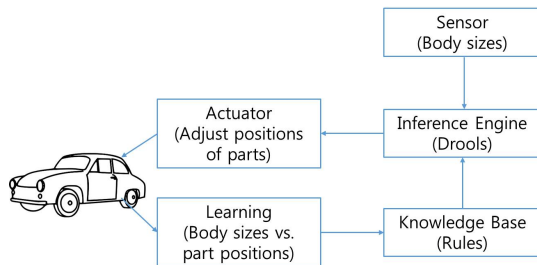 Sensor
(Body sizes)
Actuator
(Adjust positions
of parts)
Inference Engine
(Drools)
Learning
(Body sizes vs.
part positions)
Knowledge Base
(Rules)